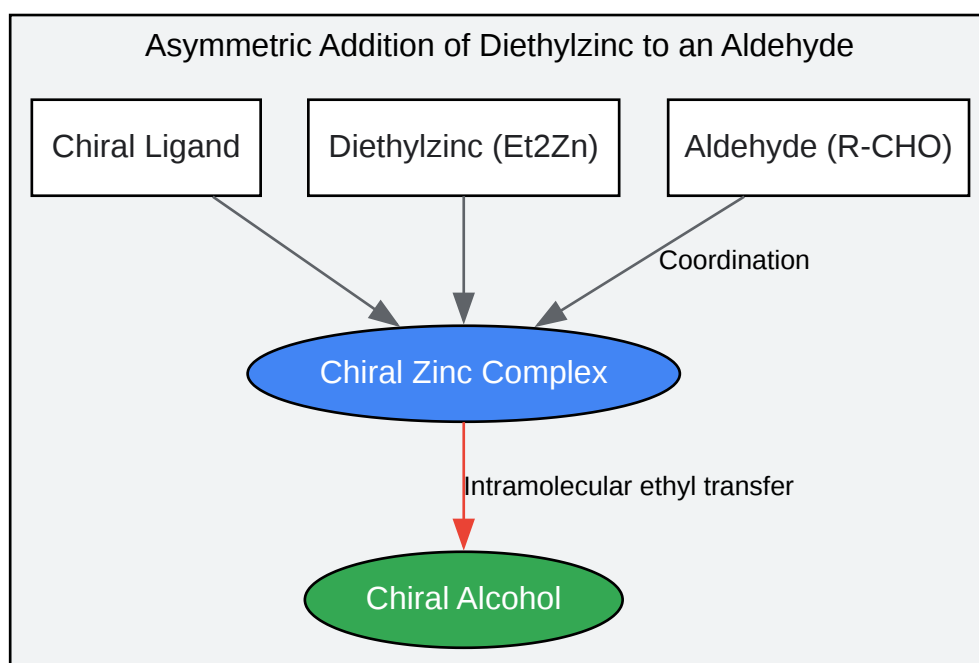 Asymmetric Addition of Diethylzinc to an Aldehyde
Chiral Ligand
Diethylzinc (Et2Zn)
Aldehyde (R-CHO)
Coordination
Chiral Zinc Complex
Intramolecular ethyl transfer
Chiral Alcohol